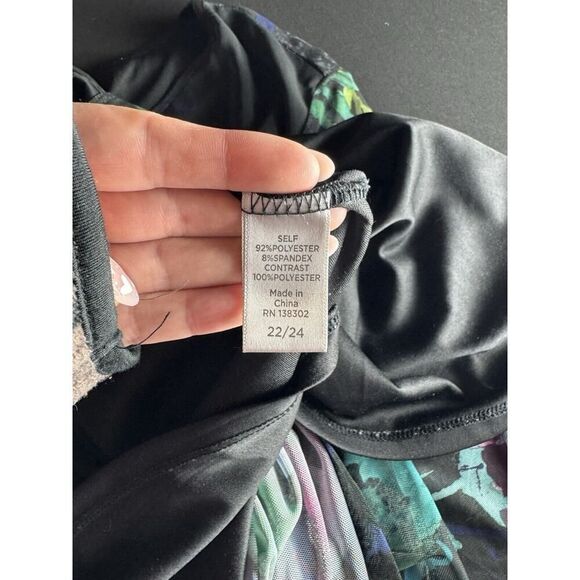 SELF
92%POLYESTER
8%SPANDEX
CONTRAST
100%POLYESTER
Made in
China
RN 138302
22/24